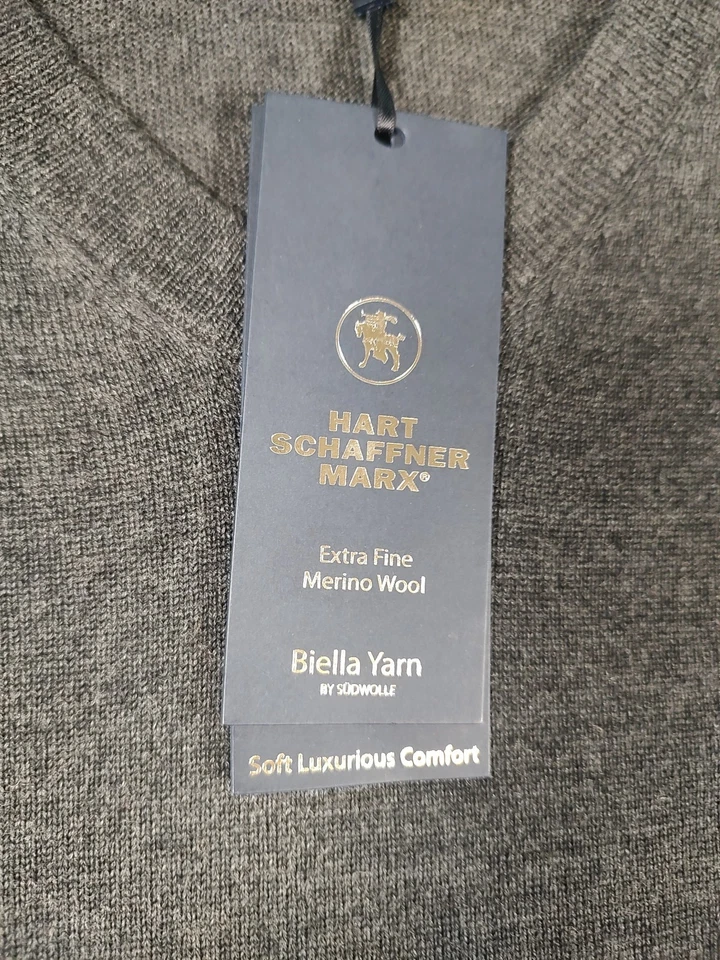 HART
SCHAFFNER
MARX®
Extra Fine
Merino Wool
Biella Yarn
BY SÜDWOLLE
Soft Luxurious Comfort